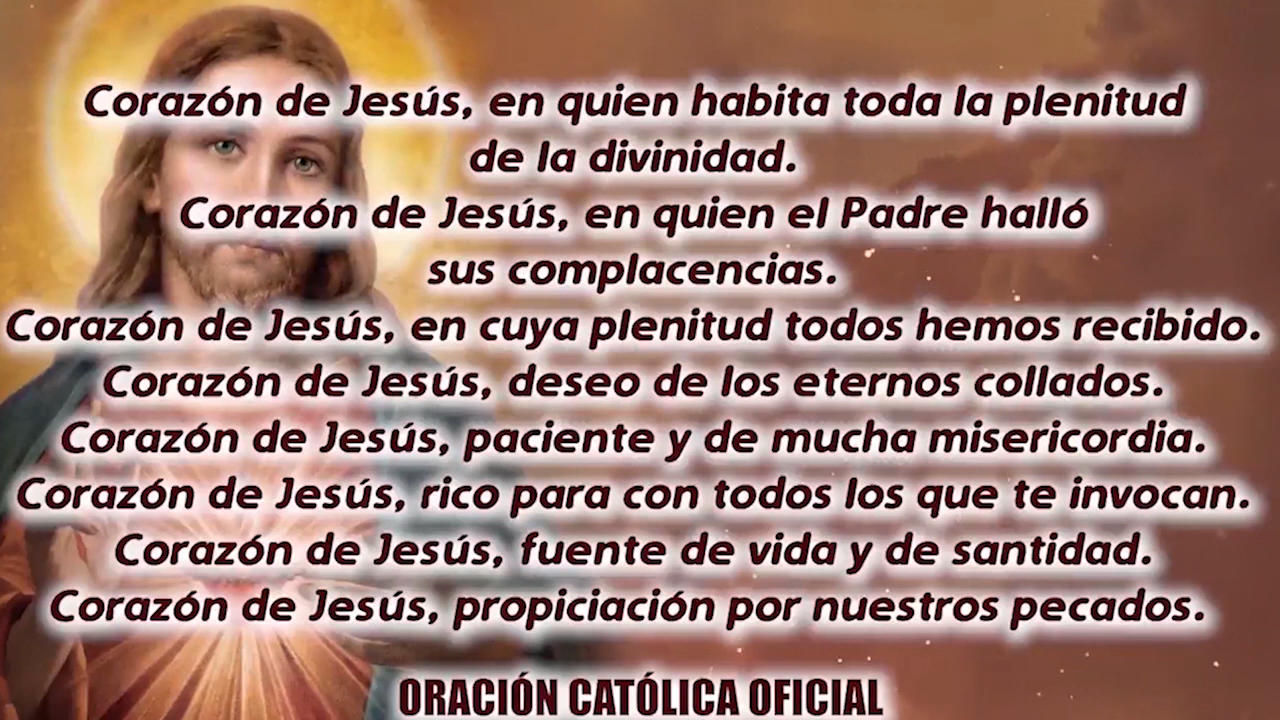 Corazón de Jesús, en quien habita toda la plenitud
de la divinidad.
Corazón de Jesús, en quien el Padre halló
sus complacencias.
Corazón de Jesús, en cuya plenitud todos hemos recibido.
Corazón de Jesús, deseo de los eternos collados.
Corazón de Jesús, paciente y de mucha misericordia.
Corazón de Jesús, rico para con todos los que te invocan.
Corazón de Jesús, fuente de vida y de santidad.
Corazón de Jesús, propiciación por nuestros pecados.
ORACIÓN CATÓLICA OFICIAL